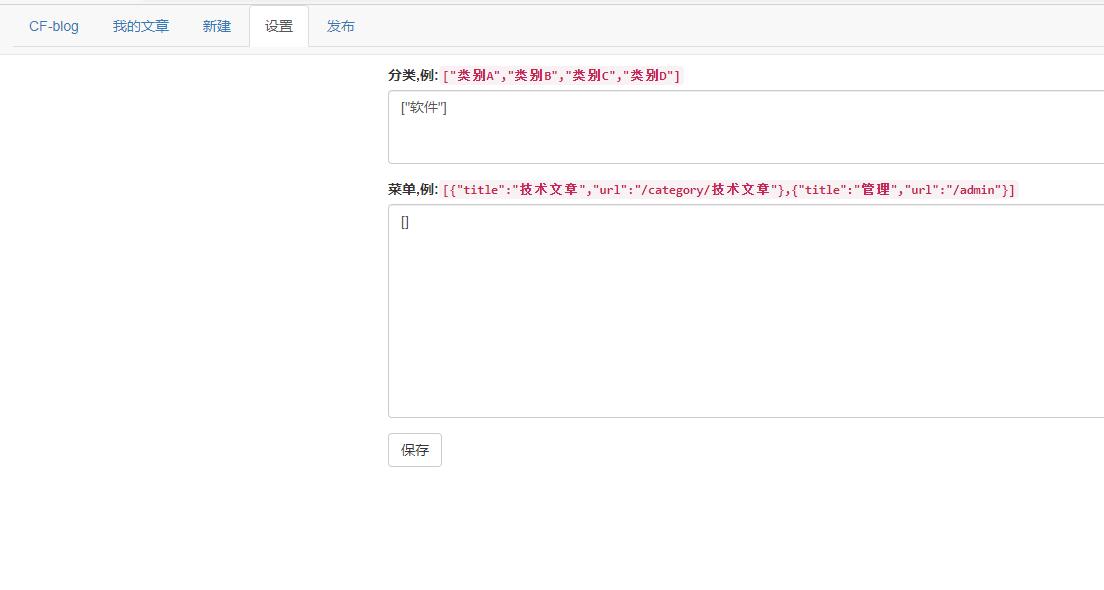 CF-blog 我的文章 新建 设置 发布
分类,例: ["类别A","类别B","类别C","类别D"]
["软件"]
菜单,例: [{"title":"技术文章","url":"/category/技术文章"},{"title":"管理","url":"/admin"}]
[]
保存